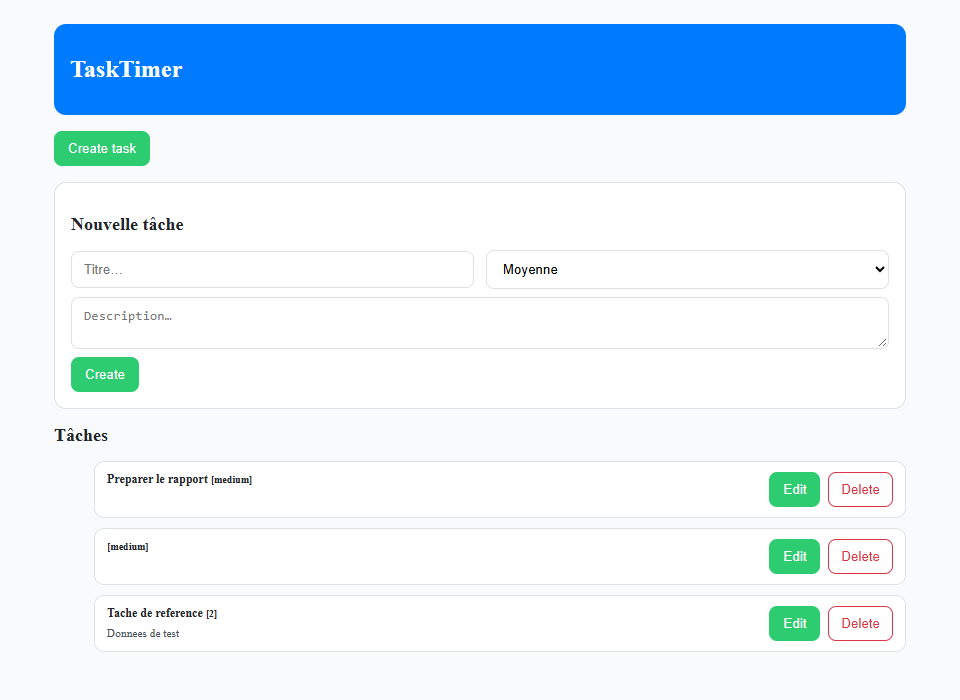 TaskTimer
Create task
Nouvelle tâche
Titre…
Moyenne
Description…
Create
Tâches
Preparer le rapport [medium]
Edit
Delete
[medium]
Edit
Delete
Tache de reference [2]
Donnees de test
Edit
Delete